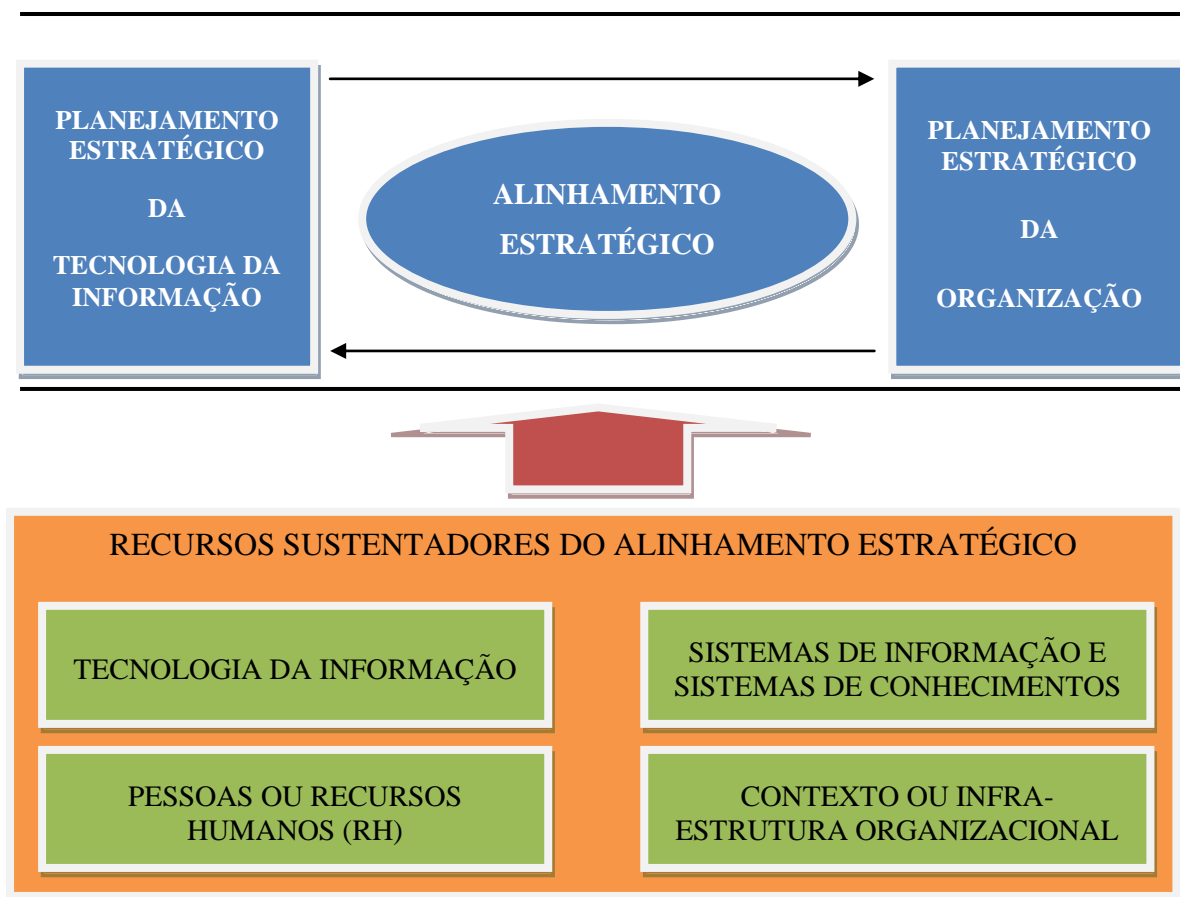 PLANEJAMENTO
ESTRATÉGICO
DA
TECNOLOGIA DA
INFORMAÇÃO
ALINHAMENTO
ESTRATÉGICO
PLANEJAMENTO
ESTRATÉGICO
DA
ORGANIZAÇÃO
RECURSOS SUSTENTADORES DO ALINHAMENTO ESTRATÉGICO
TECNOLOGIA DA INFORMAÇÃO
SISTEMAS DE INFORMAÇÃO E
SISTEMAS DE CONHECIMENTOS
PESSOAS OU RECURSOS
HUMANOS (RH)
CONTEXTO OU INFRA-
ESTRUTURA ORGANIZACIONAL